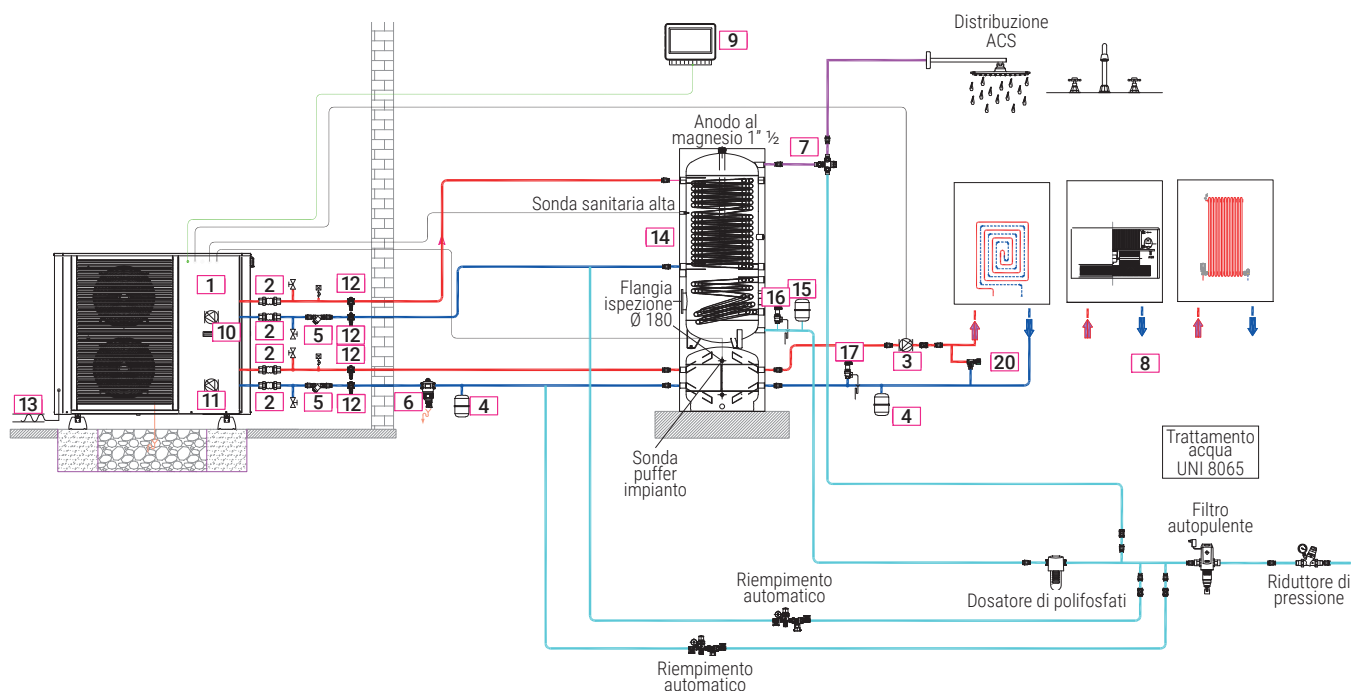 9
Distribuzione
ACS
Anodo al
magnesio 1" ½
7
Sonda sanitaria alta
14
1
2
12
Flangia
ispezione
Ø 180
16
15
10
2
5
12
2
12
17
3
20
8
11
2
5
12
6
4
4
13
Sonda
puffer
impianto
Trattamento
acqua
UNI 8065
Filtro
autopulente
Riempimento
automatico
Dosatore di polifosfati
Riduttore di
pressione
Riempimento
automatico